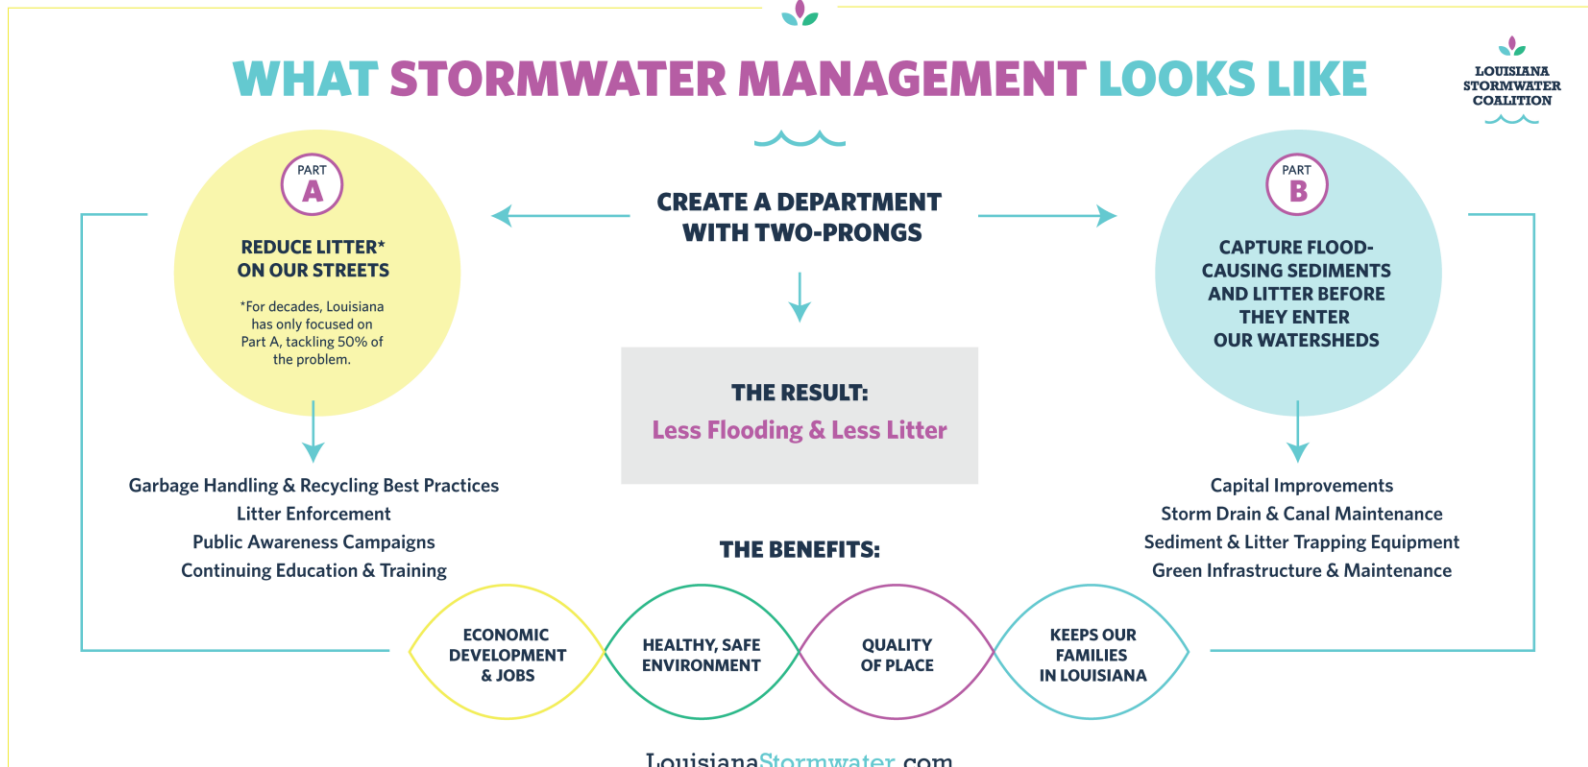 WHAT STORMWATER MANAGEMENT LOOKS LIKE
LOUISIANA
STORMWATER
COALITION
PART
A
REDUCE LITTER*
ON OUR STREETS
*For decades, Louisiana
has only focused on
Part A, tackling 50% of
the problem.
Garbage Handling & Recycling Best Practices
Litter Enforcement
Public Awareness Campaigns
Continuing Education & Training
CREATE A DEPARTMENT
WITH TWO-PRONGS
THE RESULT:
Less Flooding & Less Litter
PART
B
CAPTURE FLOOD-
CAUSING SEDIMENTS
AND LITTER BEFORE
THEY ENTER
OUR WATERSHEDS
Capital Improvements
Storm Drain & Canal Maintenance
Sediment & Litter Trapping Equipment
Green Infrastructure & Maintenance
THE BENEFITS:
ECONOMIC
DEVELOPMENT
& JOBS
HEALTHY, SAFE
ENVIRONMENT
QUALITY
OF PLACE
KEEPS OUR
FAMILIES
IN LOUISIANA
LouisianaStormwater.com